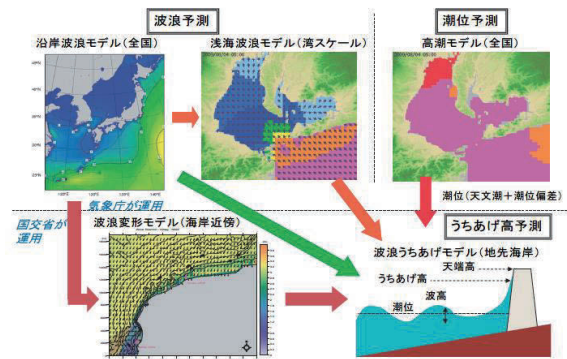 波浪予測
潮位予測
沿岸波浪モデル(全国)
浅海波浪モデル(湾スケール)
高潮モデル(全国)
気象庁が運用
国交省が
運用
波浪変形モデル(海岸近傍)
潮位(天文潮+潮位偏差)
うちあげ高予測
波浪うちあげモデル(地先海岸)
天端高
うちあげ高
波高
潮位